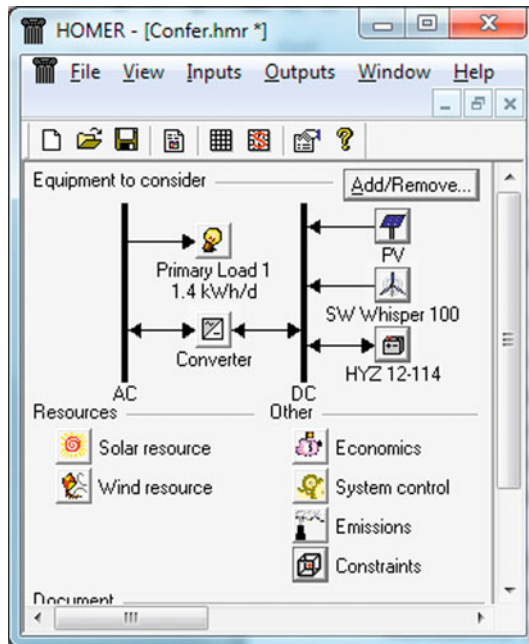 HOMER - [Confer.hmr *]
File View Inputs Outputs Window Help
Equipment to consider
Add/Remove...
Primary Load 1
1.4 kWh/d
PV
SW Whisper 100
Converter
HYZ 12-114
AC
DC
Resources
Other
Solar resource
Economics
Wind resource
System control
Emissions
Constraints
Document